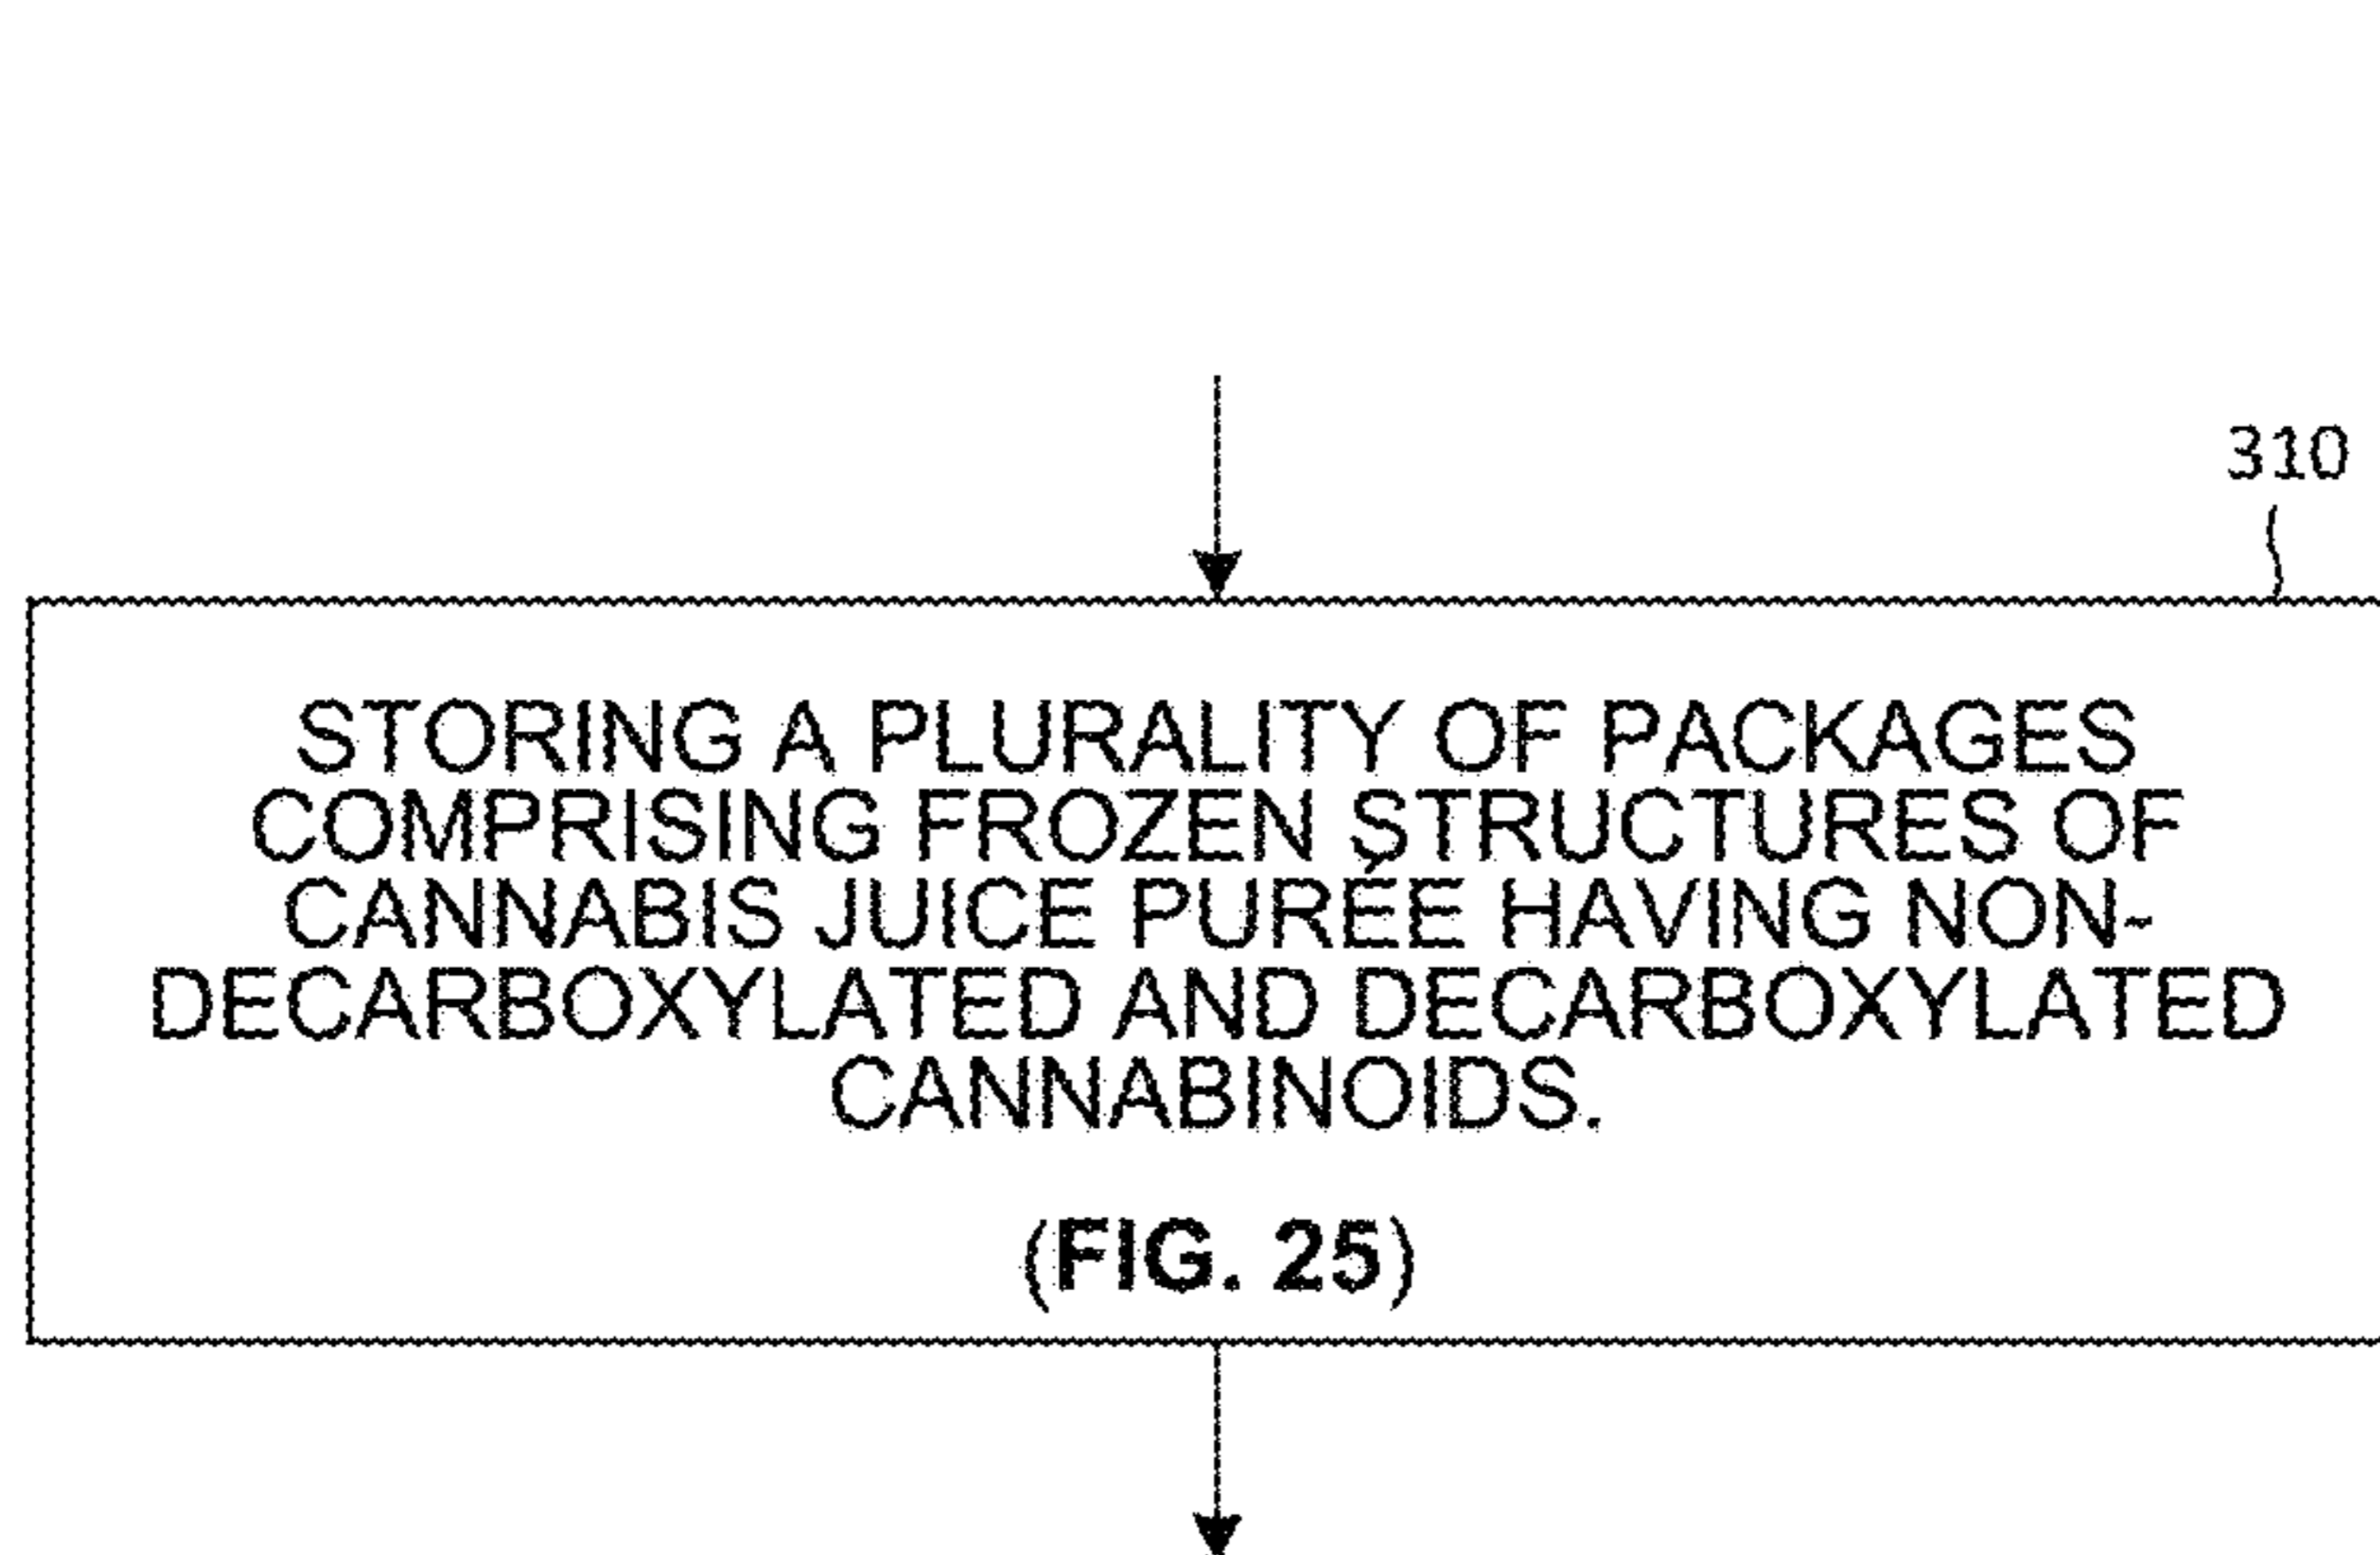 310
STORING A PLURALITY OF PACKAGES
COMPRISING FROZEN STRUCTURES OF
CANNABIS JUICE PURÉE HAVING NON-
DECARBOXYLATED AND DECARBOXYLATED
CANNABINOIDS.
(FIG. 25)